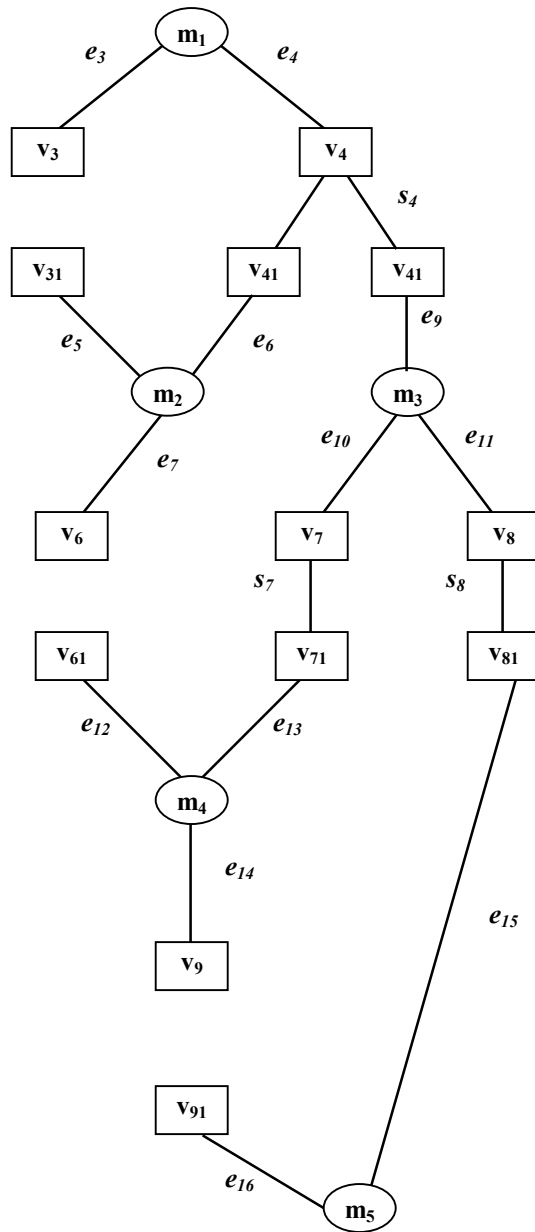 m₁
e₃ e₄
v₃ v₄
s₄
v₃₁ v₄₁ v₄₁
e₅ e₆ e₉
m₂ m₃
e₇ e₁₀ e₁₁
v₆ v₇ v₈
s₇ s₈
v₆₁ v₇₁ v₈₁
e₁₂ e₁₃
m₄
e₁₄
e₁₅
v₉
v₉₁
e₁₆
m₅